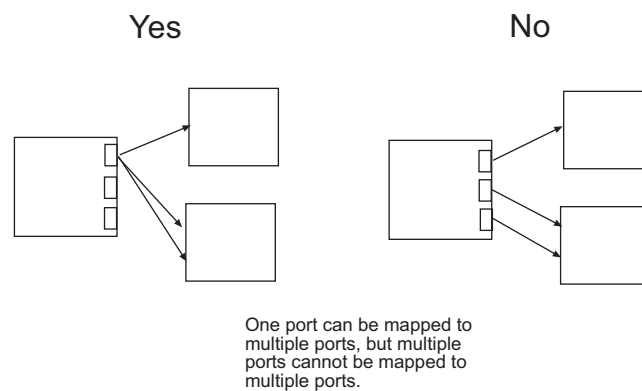 Yes
No
One port can be mapped to
multiple ports, but multiple
ports cannot be mapped to
multiple ports.